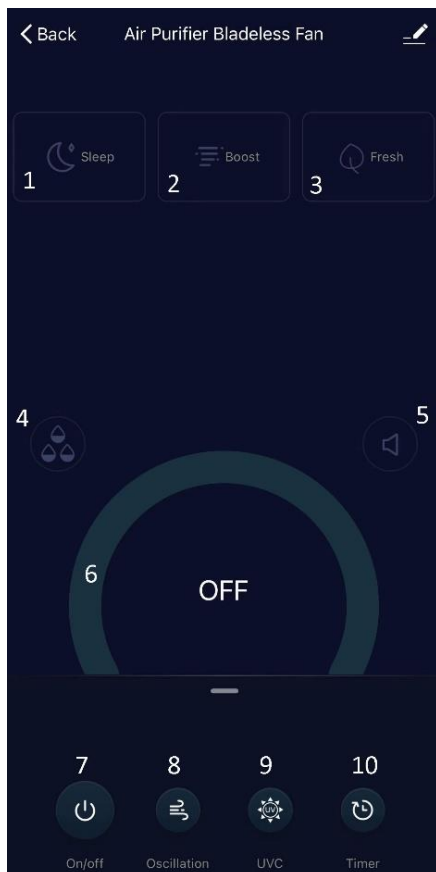 Back Air Purifier Bladeless Fan
Sleep Boost Fresh
1 2 3
4 5
6 OFF
7 8 9 10
UV
On/off Oscillation UVC Timer